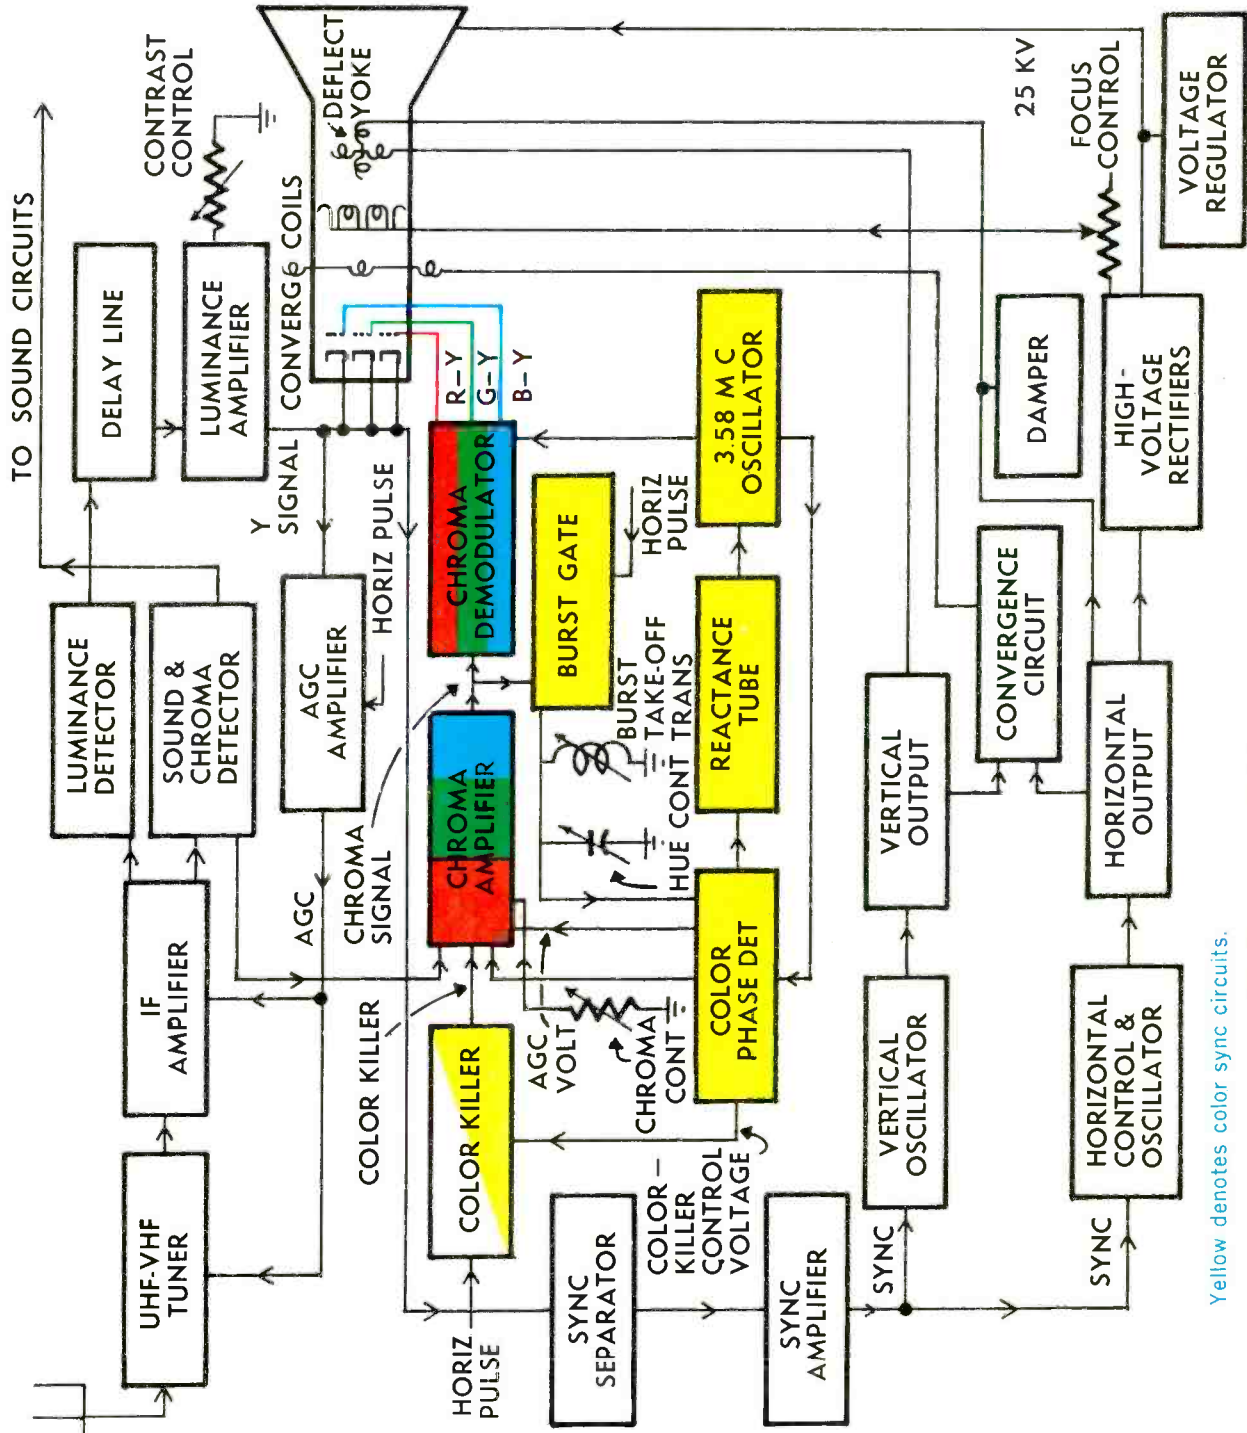 TO SOUND CIRCUITS
UHF-VHF
TUNER
IF
AMPLIFIER
LUMINANCE
DETECTOR
SOUND &
CHROMA
DETECTOR
DELAY LINE
LUMINANCE
AMPLIFIER
CONTRAST
CONTROL
AGC
AGC
AMPLIFIER
HORIZ PULSE
Y
SIGNAL
CONVERG COILS
DEFLECT
YOKE
COLOR KILLER
CHROMA
SIGNAL
HORIZ
PULSE
COLOR KILLER
CHROMA
AMPLIFIER
CHROMA
DEMODULATOR
R-Y
G-Y
B-Y
AGC
VOLT
CHROMA
CONT
BURST GATE
HORIZ
PULSE
BURST
TAKE-OFF
HUE CONT TRANS
SYNC
SEPARATOR
COLOR-
KILLER
CONTROL
VOLTAGE
COLOR
PHASE DET
REACTANCE
TUBE
3.58 MC
OSCILLATOR
SYNC
AMPLIFIER
SYNC
VERTICAL
OSCILLATOR
VERTICAL
OUTPUT
CONVERGENCE
CIRCUIT
DAMPER
25 KV
FOCUS
CONTROL
SYNC
HORIZONTAL
CONTROL &
OSCILLATOR
HORIZONTAL
OUTPUT
HIGH-
VOLTAGE
RECTIFIERS
VOLTAGE
REGULATOR
Yellow denotes color sync circuits.